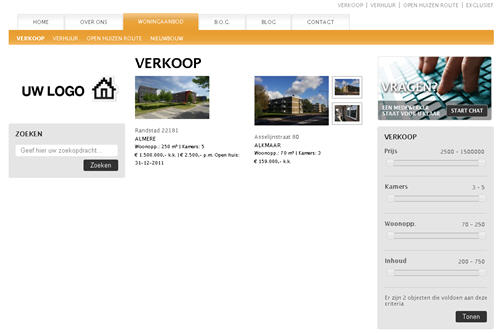 VERKOOP | VERHUUR | OPEN HUIZEN ROUTE | EXCLUSIEF
HOME OVER ONS WONINGAANBOD B.O.G. BLOG CONTACT
VERKOOP VERHUUR OPEN HUIZEN ROUTE NIEUWBOUW
UW LOGO
ZOEKEN
Geef hier uw zoekopdracht...
Zoeken
VERKOOP
Randstad 22181
ALMERE
Woonopp.: 250 m² | Kamers: 5
€ 1.500.000,- k.k. | € 2.500,- p.m. Open huis:
31-12-2011
Asselijnstraat 80
ALKMAAR
Woonopp.: 70 m² | Kamers: 3
€ 159.000,- k.k.
VRAGEN?
EEN MEDEWERKER
STAAT VOOR U KLAAR
START CHAT
VERKOOP
Prijs 2500 - 1500000
Kamers 3 - 5
Woonopp. 70 - 250
Inhoud 200 - 750
Er zijn 2 objecten die voldoen aan deze
criteria
Tonen